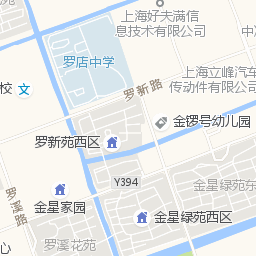 上海好夫满信
息技术有限公司
中
罗店中学
上海立峰汽车
传动件有限公司
校 文
罗新路
金锣号幼儿园
罗新苑西区
Y394
金星绿苑东
罗溪路
金星家园
金星绿苑西区
罗溪花苑
心